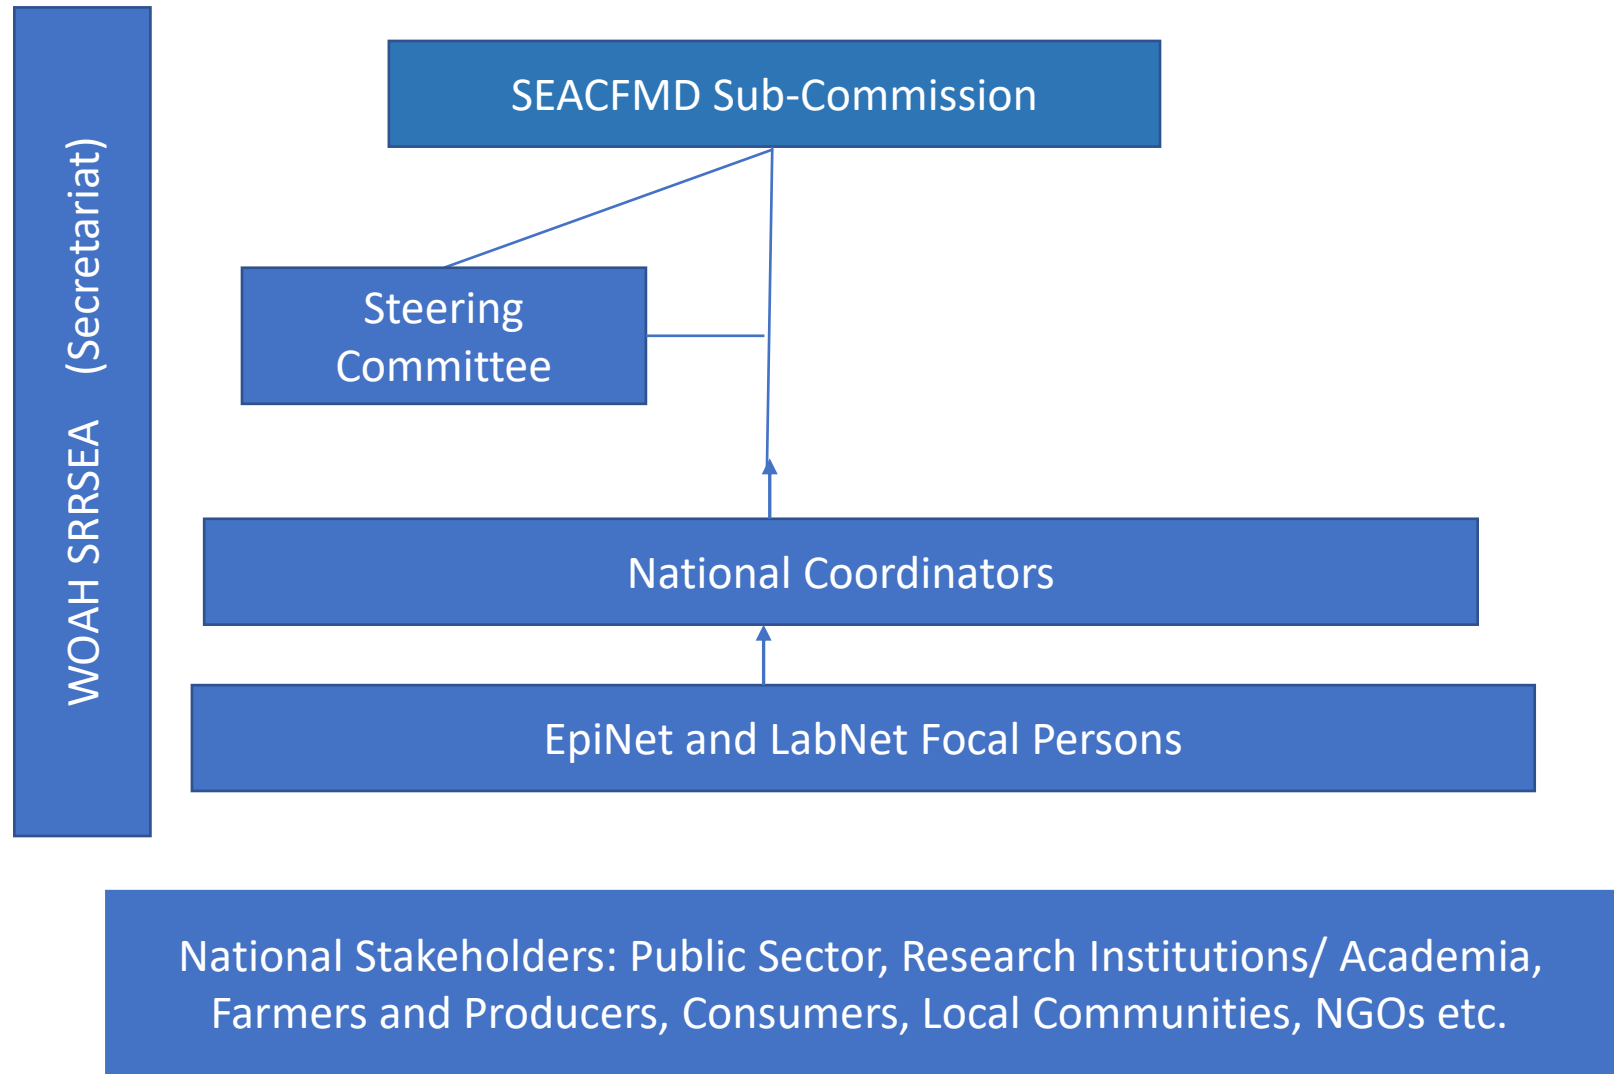 WOAH SRRSEA (Secretariat)
SEACFMD Sub-Commission
Steering
Committee
National Coordinators
EpiNet and LabNet Focal Persons
National Stakeholders: Public Sector, Research Institutions/ Academia,
Farmers and Producers, Consumers, Local Communities, NGOs etc.